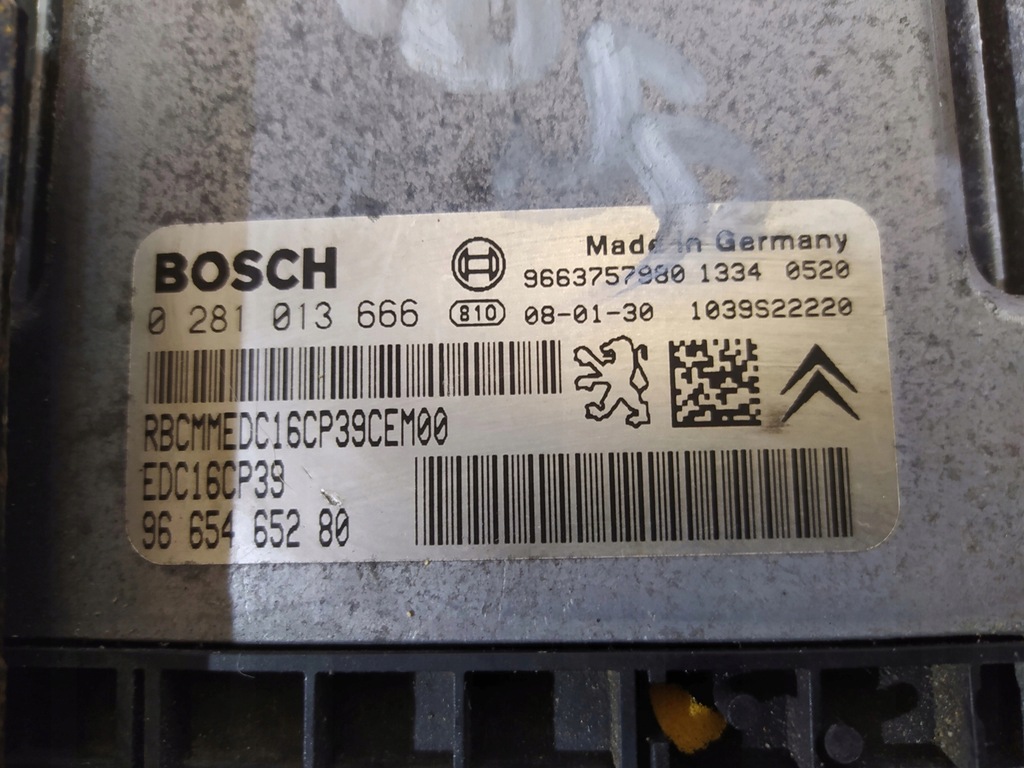 BOSCH
Made in Germany
9663757980 1334 0520
0 281 013 666 810 08-01-30 1039S22220
RBCMMEDC16CP39CEM00
EDC16CP39
96 654 652 80